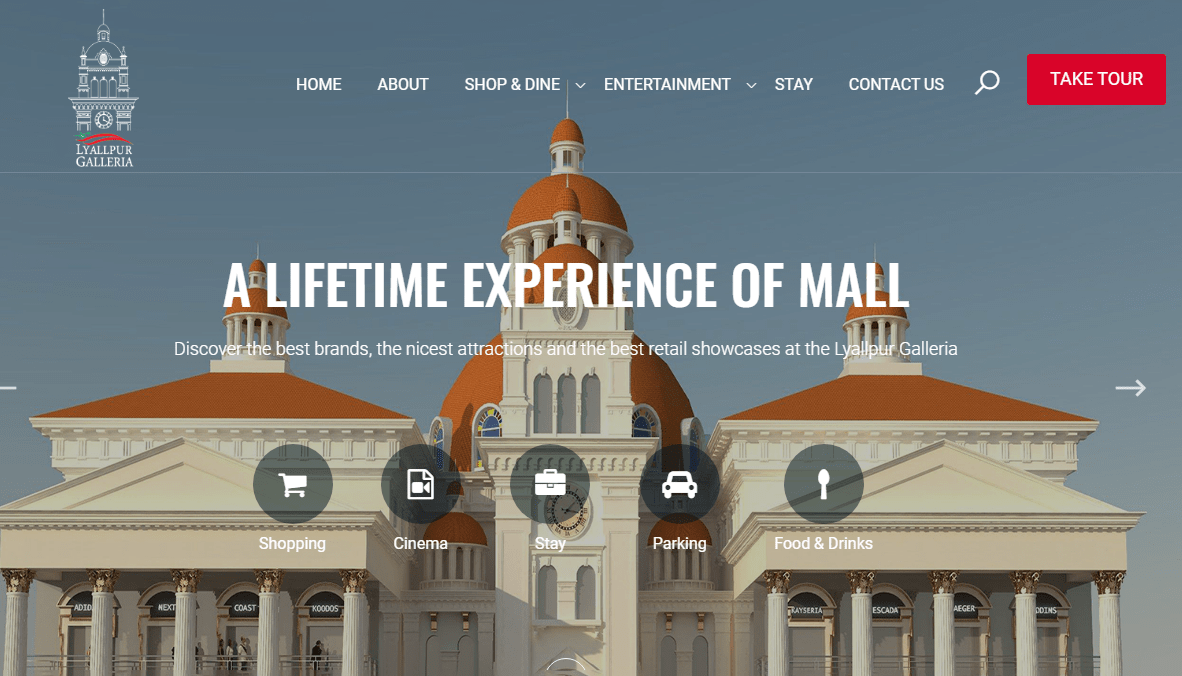 LYALLPUR
GALLERIA
HOME
ABOUT
SHOP & DINE
ENTERTAINMENT
STAY
CONTACT US
TAKE TOUR
A LIFETIME EXPERIENCE OF MALL
Discover the best brands, the nicest attractions and the best retail showcases at the Lyallpur Galleria
Shopping
Cinema
Stay
Parking
Food & Drinks
ADID
NEXT
COAST
KOODOS
RAYSERIA
ESCADA
AEGER
DDINS